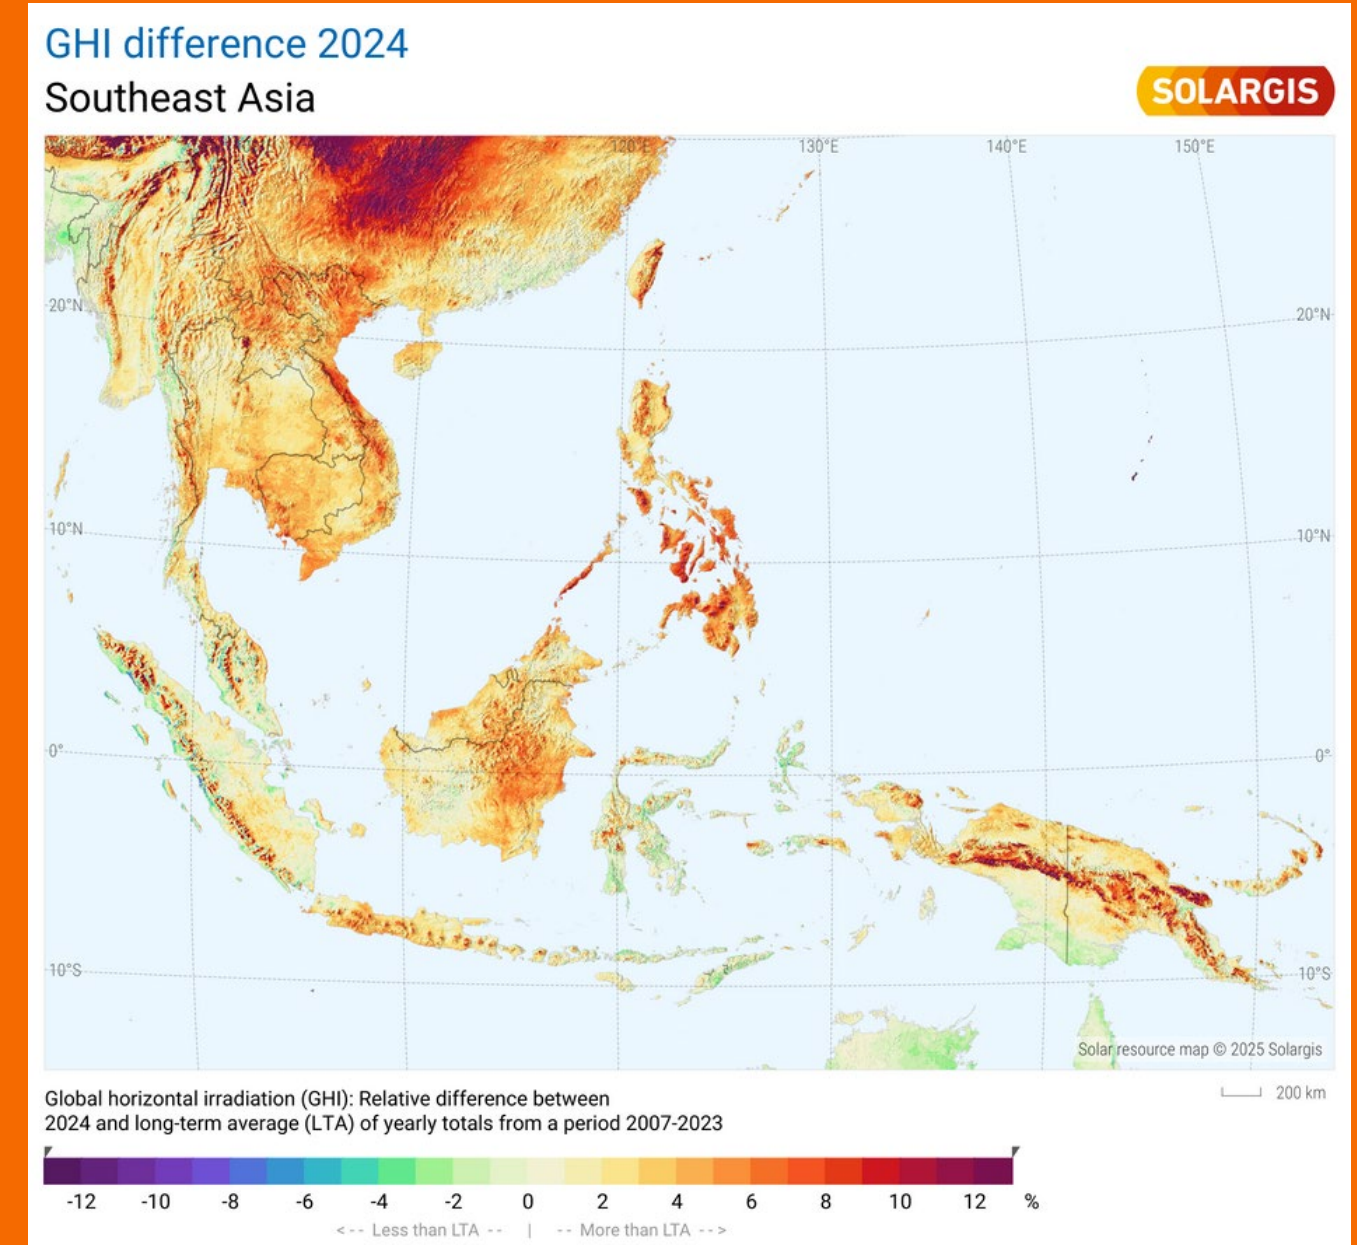 GHI difference 2024
Southeast Asia
SOLARGIS
120°E 130°E 140°E 150°E
20°N 20°N
10°N 10°N
0° 0°
10°S 10°S
Solar resource map © 2025 Solargis
200 km
Global horizontal irradiation (GHI): Relative difference between
2024 and long-term average (LTA) of yearly totals from a period 2007-2023
-12 -10 -8 -6 -4 -2 0 2 4 6 8 10 12 %
<-- Less than LTA -- | -- More than LTA -->